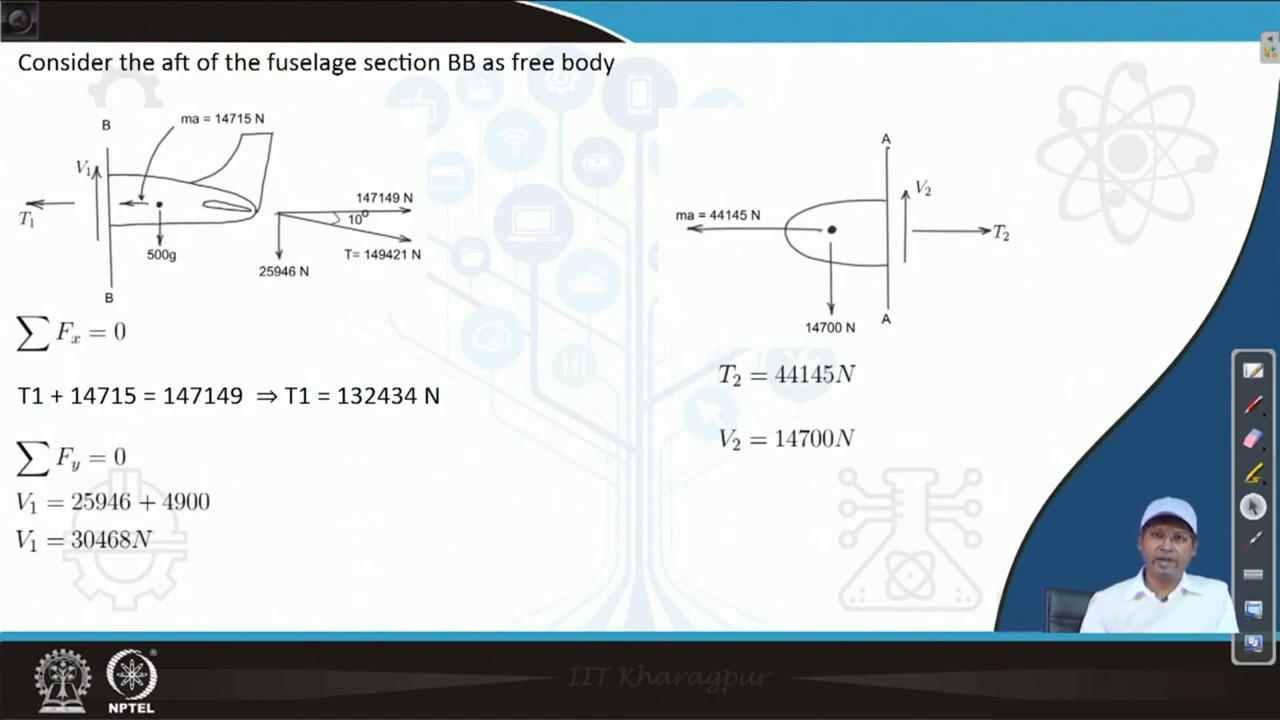 Consider the aft of the fuselage section BB as free body
B
ma = 14715 N
V₁
147149 N
10⁰
T₁
500g
T= 149421 N
25946 N
B
∑ Fₓ = 0
T1 + 14715 = 147149 ⇒ T1 = 132434 N
∑ Fᵧ = 0
V₁ = 25946 + 4900
V₁ = 30468N
A
V₂
ma = 44145 N
T₂
14700 N
A
T₂ = 44145N
V₂ = 14700N
NPTEL
IIT Kharagpur